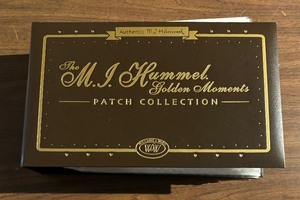 Authentic M.J. Hummel
The
M.J. Hummel
Golden Moments
PATCH COLLECTION